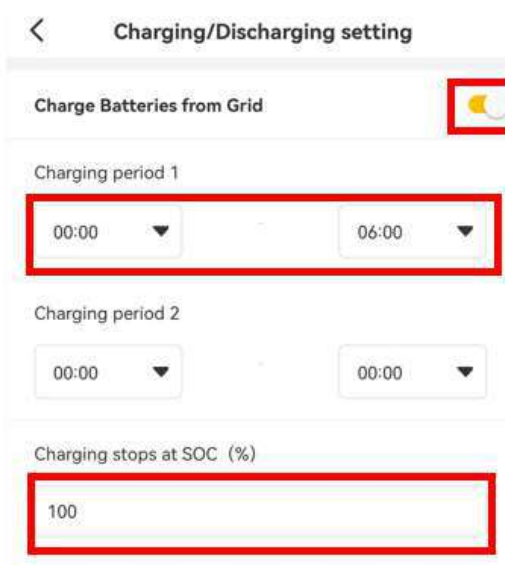 Charging/Discharging setting
Charge Batteries from Grid
Charging period 1
00:00 - 06:00
Charging period 2
00:00 - 00:00
Charging stops at SOC (%)
100